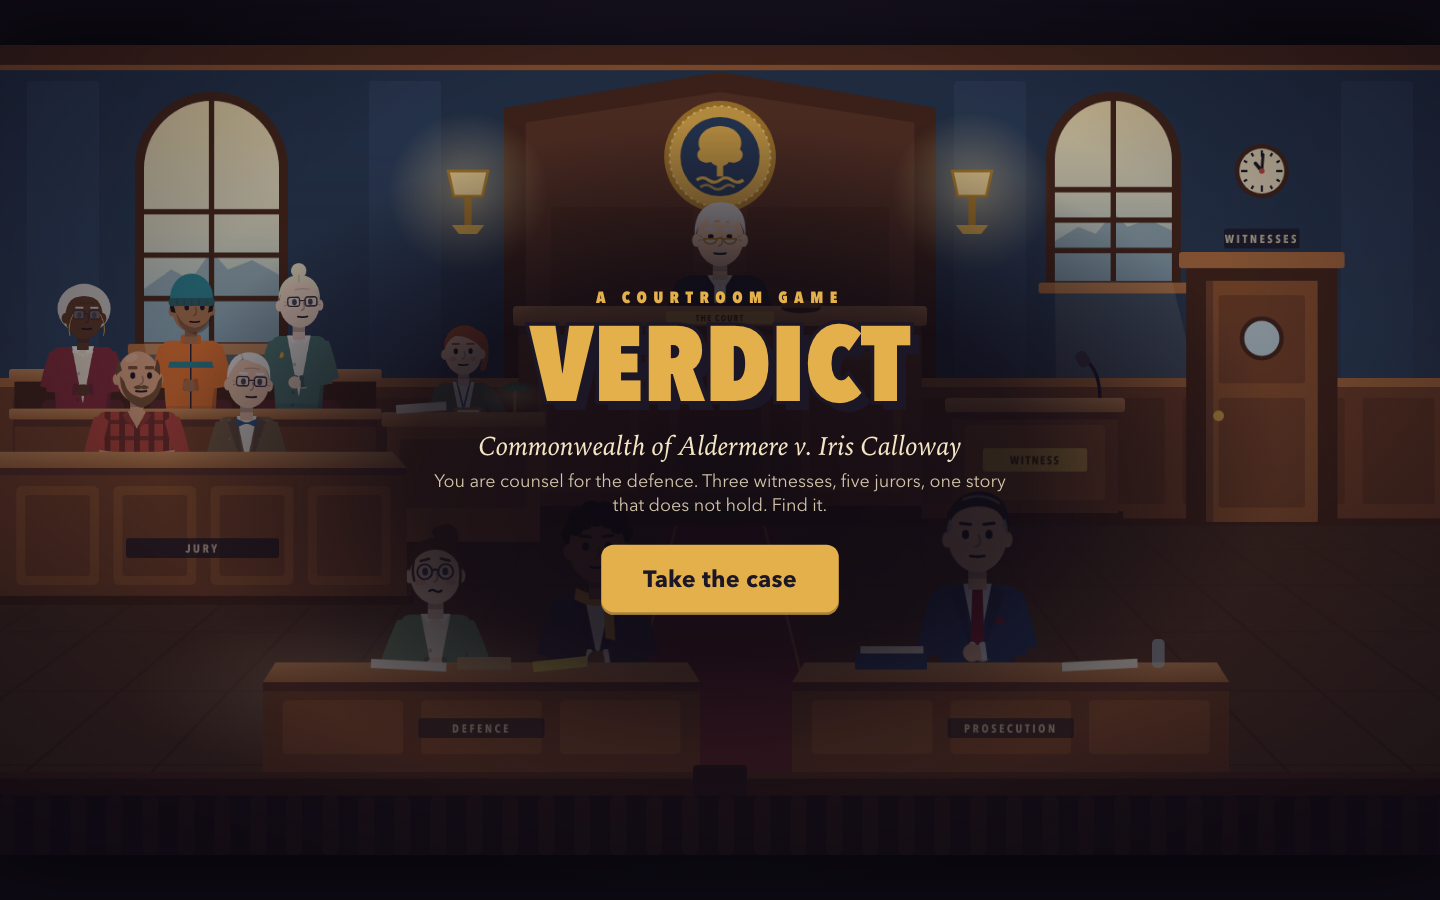 WITNESSES
A COURTROOM GAME
THE COURT
VERDICT
Commonwealth of Aldermere v. Iris Calloway
You are counsel for the defence. Three witnesses, five jurors, one story
that does not hold. Find it.
WITNESS
JURY
Take the case
DEFENCE
PROSECUTION